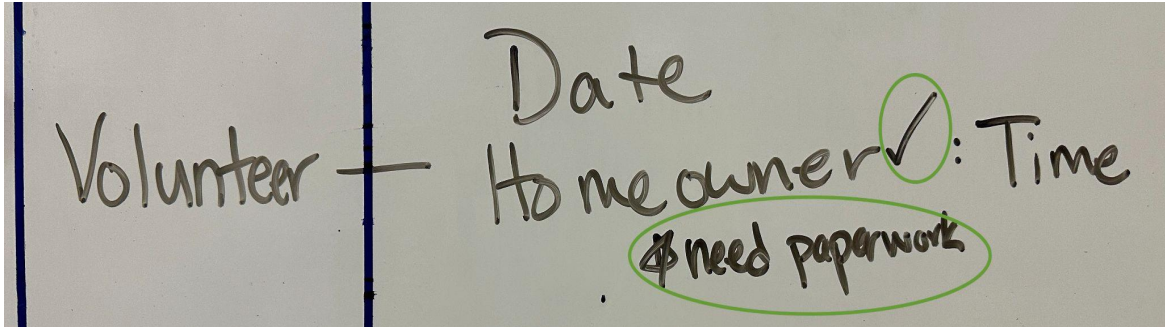 Date
Volunteer — Homeowner ✓: Time
*need paperwork